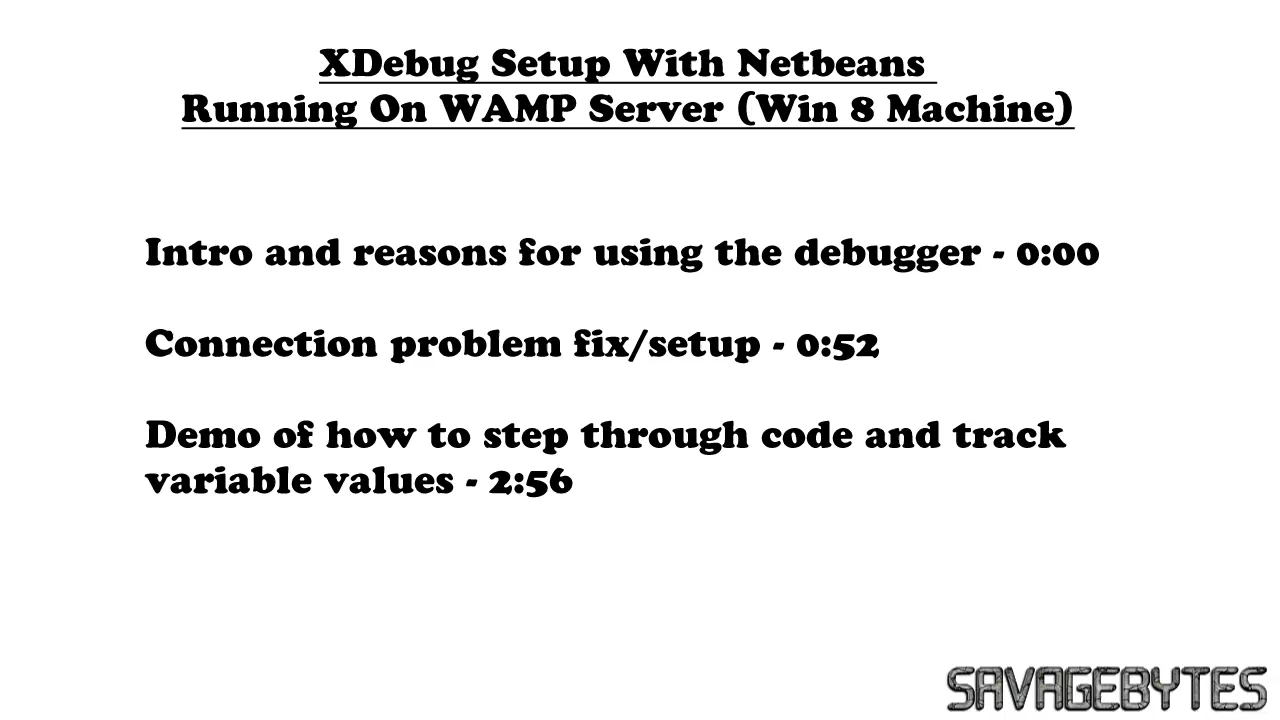 XDebug Setup With Netbeans
Running On WAMP Server (Win 8 Machine)
Intro and reasons for using the debugger - 0:00
Connection problem fix/setup - 0:52
Demo of how to step through code and track
variable values - 2:56
SAVAGEBYTES